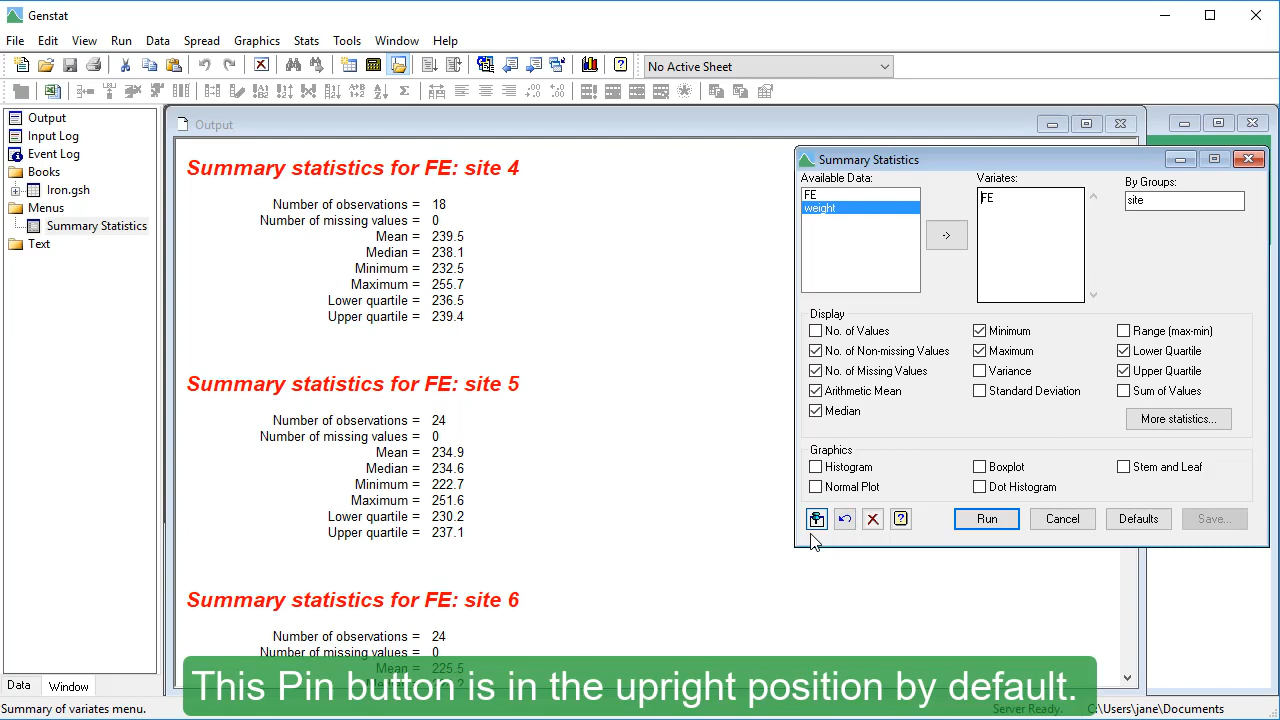 Genstat
File Edit View Run Data Spread Graphics Stats Tools Window Help
No Active Sheet
Output
Input Log
Event Log
Books
Iron.gsh
Menus
Summary Statistics
Text
Data Window
Output
Summary statistics for FE: site 4
Number of observations = 18
Number of missing values = 0
Mean = 239.5
Median = 238.1
Minimum = 232.5
Maximum = 255.7
Lower quartile = 236.5
Upper quartile = 239.4
Summary statistics for FE: site 5
Number of observations = 24
Number of missing values = 0
Mean = 234.9
Median = 234.6
Minimum = 222.7
Maximum = 251.6
Lower quartile = 230.2
Upper quartile = 237.1
Summary statistics for FE: site 6
Number of observations = 24
Number of missing values = 0
Mean = 225.5
Summary Statistics
Available Data: Variates: By Groups:
FE
weight
->
FE
site
Display
No. of Values Minimum Range (max-min)
No. of Non-missing Values Maximum Lower Quartile
No. of Missing Values Variance Upper Quartile
Arithmetic Mean Standard Deviation Sum of Values
Median
More statistics...
Graphics
Histogram Boxplot Stem and Leaf
Normal Plot Dot Histogram
Run Cancel Defaults Save...
This Pin button is in the upright position by default.
Summary of variates menu. Server Ready. C:\Users\jane\Documents